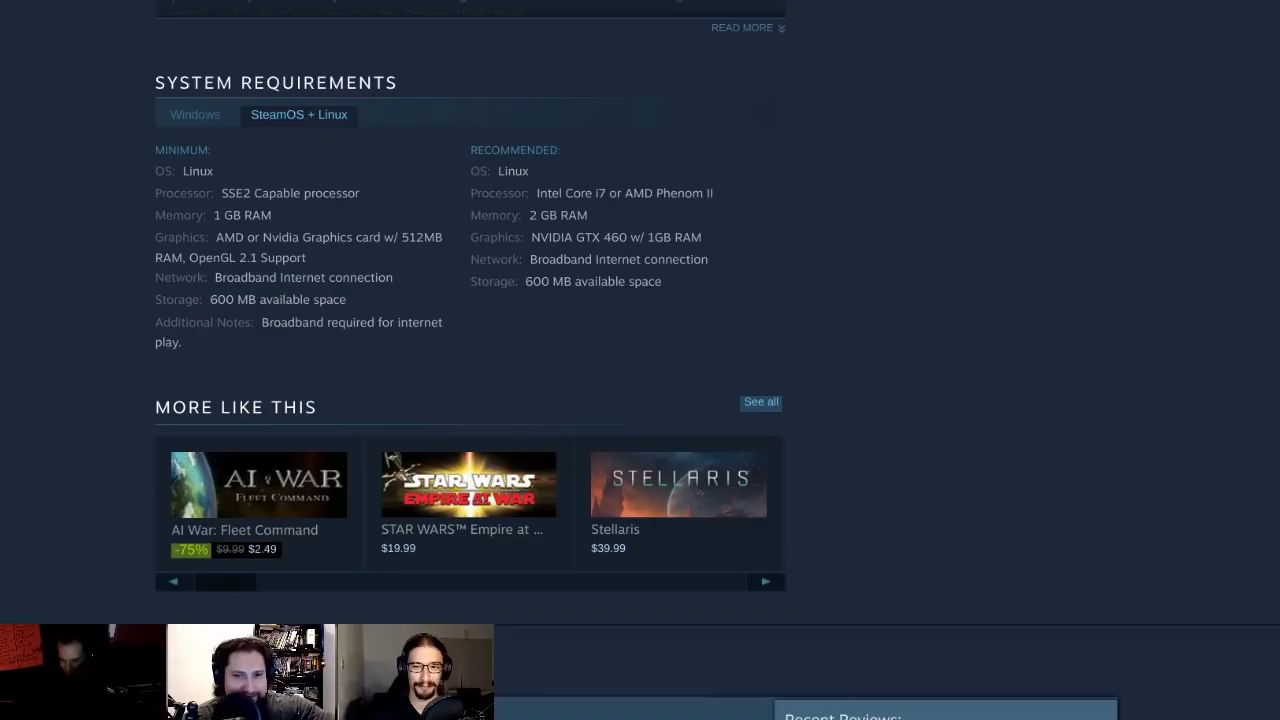 READ MORE
SYSTEM REQUIREMENTS
Windows
SteamOS + Linux
MINIMUM:
OS: Linux
Processor: SSE2 Capable processor
Memory: 1 GB RAM
Graphics: AMD or Nvidia Graphics card w/ 512MB
RAM, OpenGL 2.1 Support
Network: Broadband Internet connection
Storage: 600 MB available space
Additional Notes: Broadband required for internet
play.
RECOMMENDED:
OS: Linux
Processor: Intel Core i7 or AMD Phenom II
Memory: 2 GB RAM
Graphics: NVIDIA GTX 460 w/ 1GB RAM
Network: Broadband Internet connection
Storage: 600 MB available space
MORE LIKE THIS
See all
AI WAR
FLEET COMMAND
AI War: Fleet Command
-75% $9.99 $2.49
STAR WARS
EMPIRE AT WAR
STAR WARS™ Empire at ...
$19.99
STELLARIS
Stellaris
$39.99
Recent Reviews: